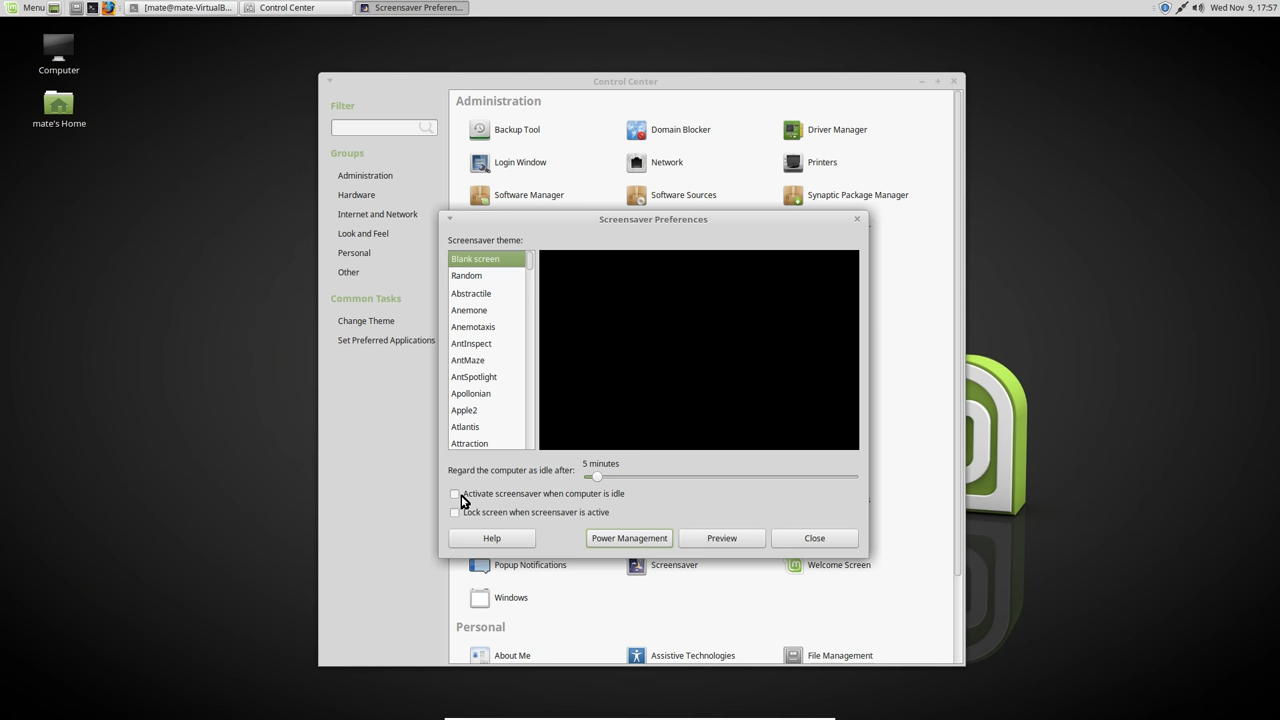 Menu
[mate@mate-VirtualB...
Control Center
Screensaver Preferen...
Wed Nov 9, 17:57
Computer
mate's Home
Control Center
Filter
Groups
Administration
Hardware
Internet and Network
Look and Feel
Personal
Other
Common Tasks
Change Theme
Set Preferred Applications
Administration
Backup Tool
Domain Blocker
Driver Manager
Login Window
Network
Printers
Software Manager
Software Sources
Synaptic Package Manager
Screensaver Preferences
Screensaver theme:
Blank screen
Random
Abstractile
Anemone
Anemotaxis
AntInspect
AntMaze
AntSpotlight
Apollonian
Apple2
Atlantis
Attraction
5 minutes
Regard the computer as idle after:
Activate screensaver when computer is idle
Lock screen when screensaver is active
Help
Power Management
Preview
Close
Popup Notifications
Screensaver
Welcome Screen
Windows
Personal
About Me
Assistive Technologies
File Management